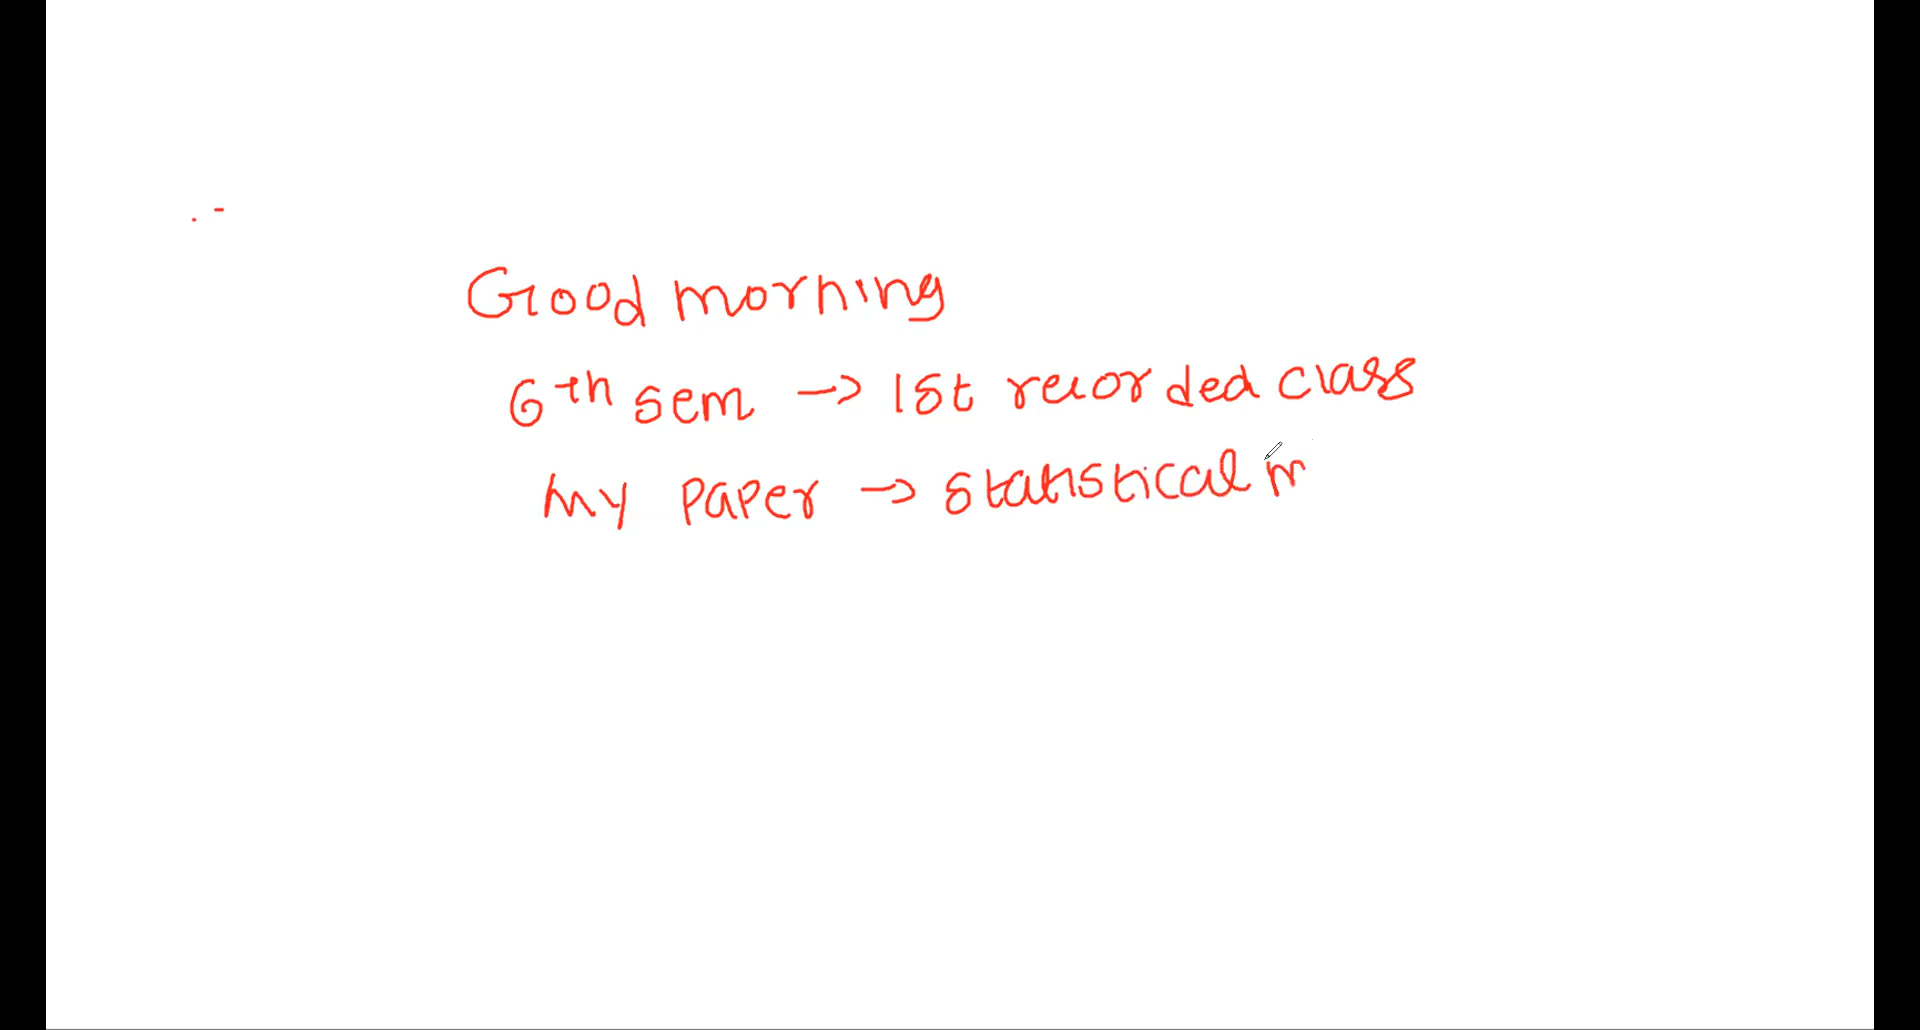 Good morning
6th sem → 1st recorded class
My paper → statistical m